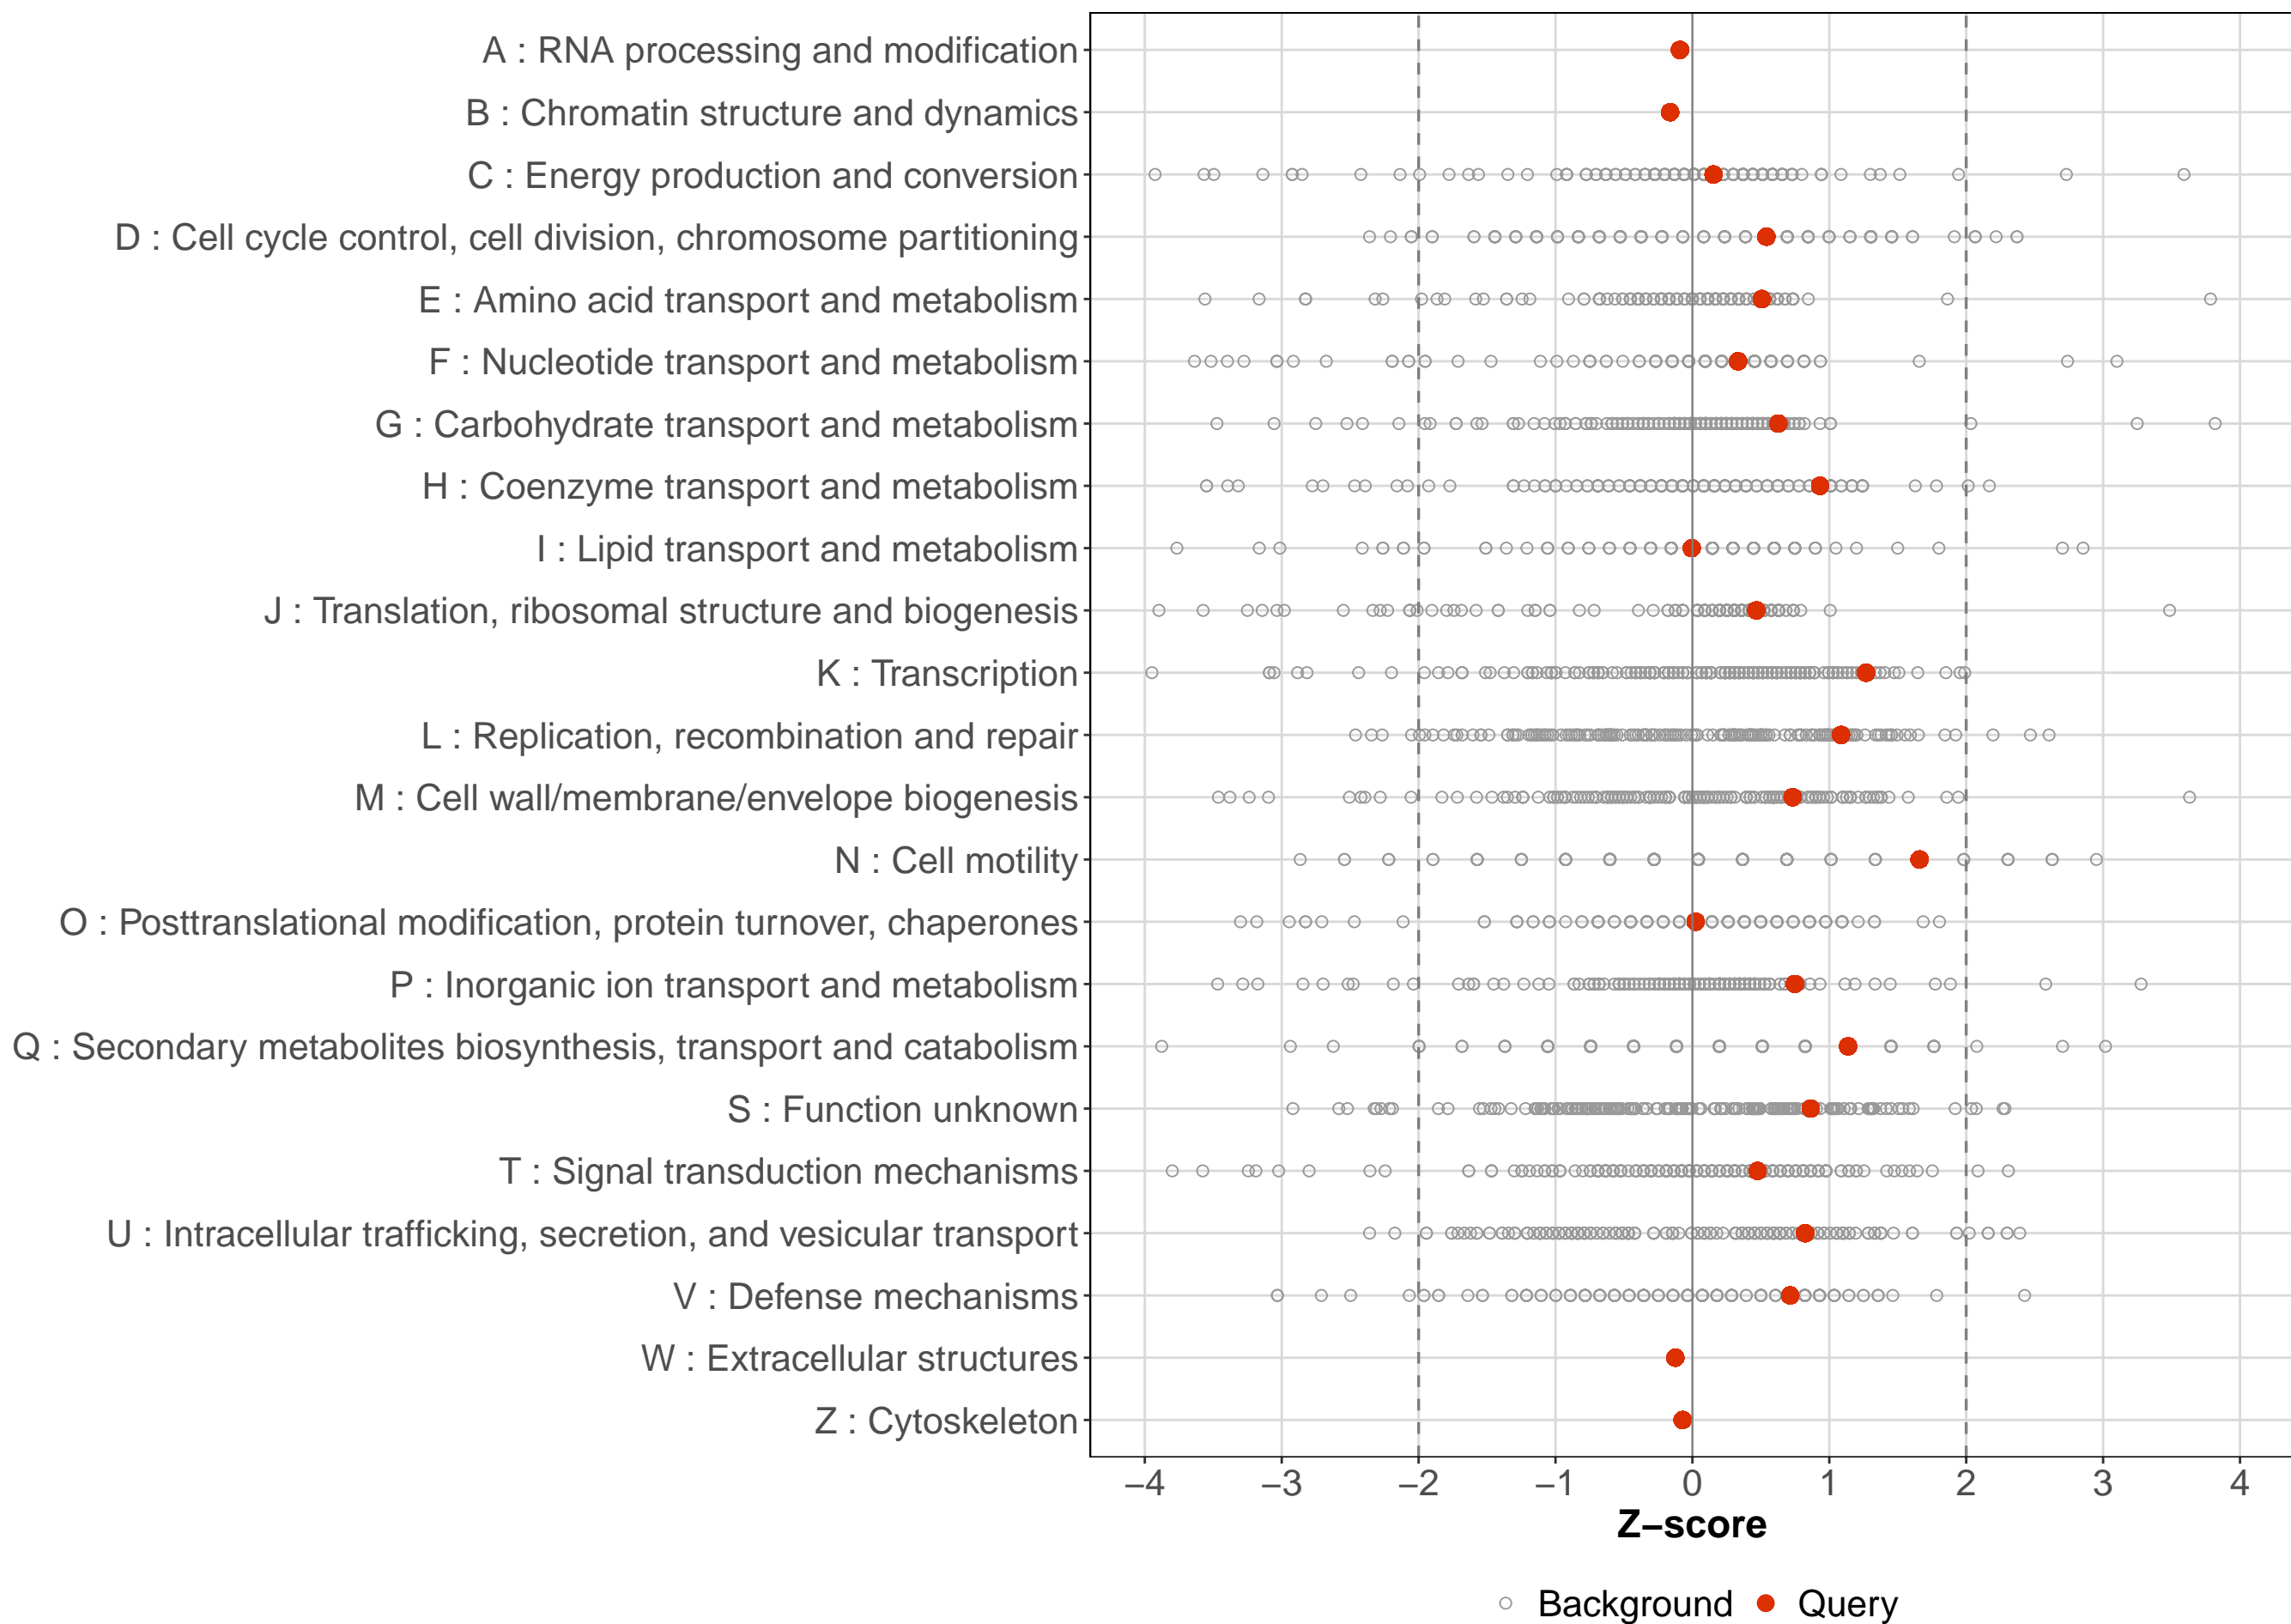 A : RNA processing and modification
B : Chromatin structure and dynamics
C : Energy production and conversion
D : Cell cycle control, cell division, chromosome partitioning
E : Amino acid transport and metabolism
F : Nucleotide transport and metabolism
G : Carbohydrate transport and metabolism
H : Coenzyme transport and metabolism
I : Lipid transport and metabolism
J : Translation, ribosomal structure and biogenesis
K : Transcription
L : Replication, recombination and repair
M : Cell wall/membrane/envelope biogenesis
N : Cell motility
O : Posttranslational modification, protein turnover, chaperones
P : Inorganic ion transport and metabolism
Q : Secondary metabolites biosynthesis, transport and catabolism
S : Function unknown
T : Signal transduction mechanisms
U : Intracellular trafficking, secretion, and vesicular transport
V : Defense mechanisms
W : Extracellular structures
Z : Cytoskeleton
−4 −3 −2 −1 0 1 2 3 4
Z−score
Background Query